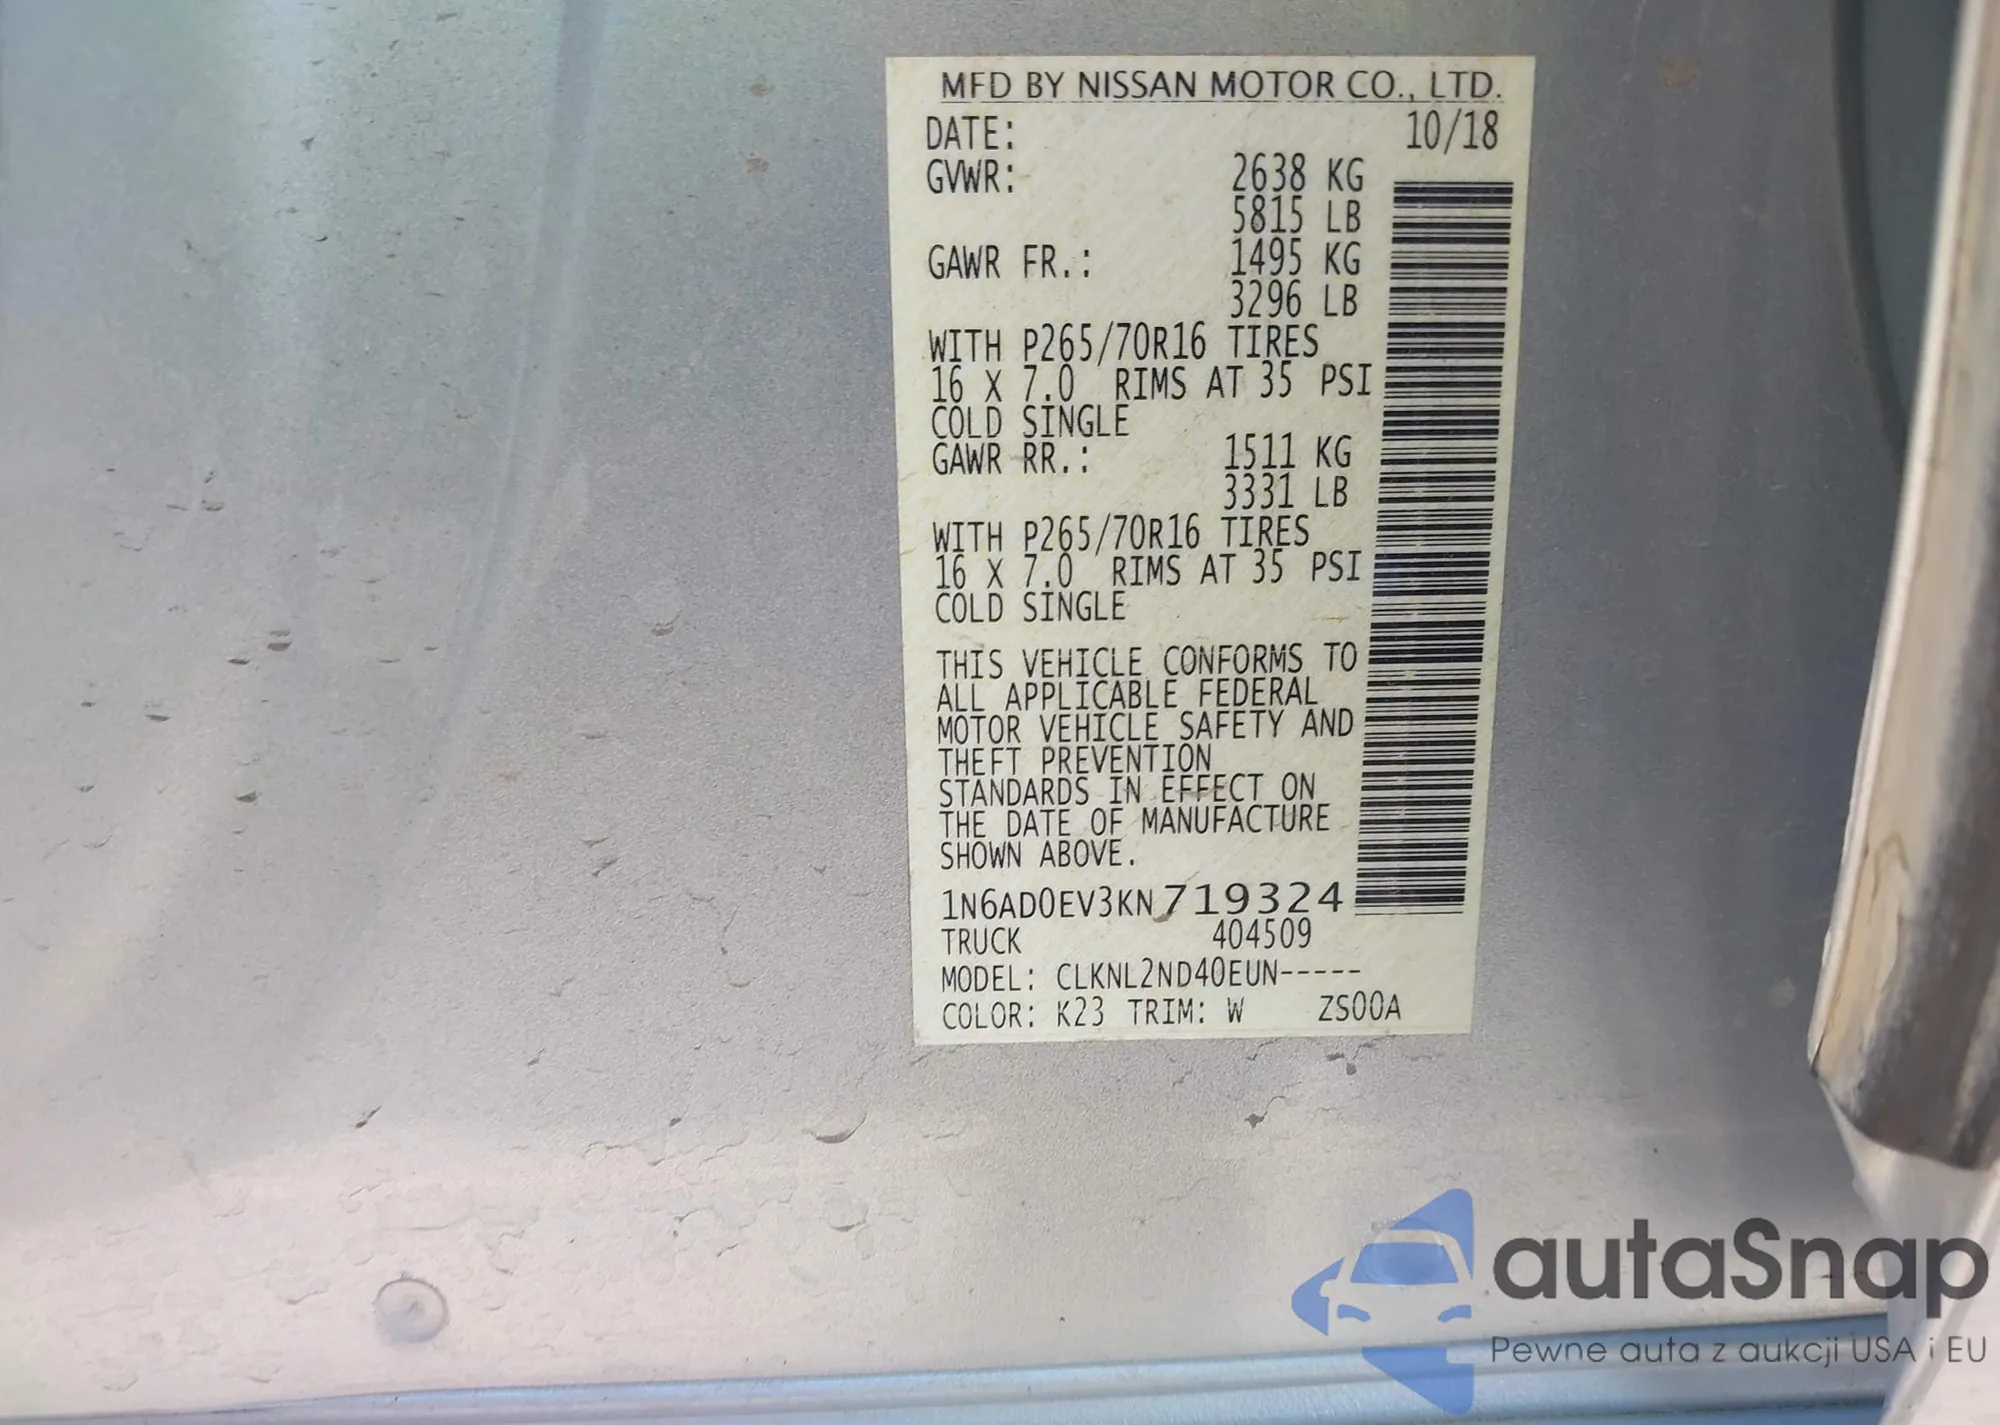 MFD BY NISSAN MOTOR CO., LTD.
DATE: 10/18
GVWR: 2638 KG
5815 LB
GAWR FR.: 1495 KG
3296 LB
WITH P265/70R16 TIRES
16 X 7.0 RIMS AT 35 PSI
COLD SINGLE
GAWR RR.: 1511 KG
3331 LB
WITH P265/70R16 TIRES
16 X 7.0 RIMS AT 35 PSI
COLD SINGLE
THIS VEHICLE CONFORMS TO
ALL APPLICABLE FEDERAL
MOTOR VEHICLE SAFETY AND
THEFT PREVENTION
STANDARDS IN EFFECT ON
THE DATE OF MANUFACTURE
SHOWN ABOVE.
1N6AD0EV3KN719324
TRUCK 404509
MODEL: CLKNL2ND40EUN-----
COLOR: K23 TRIM: W ZS00A
autaSnap
Pewne auta z aukcji USA i EU